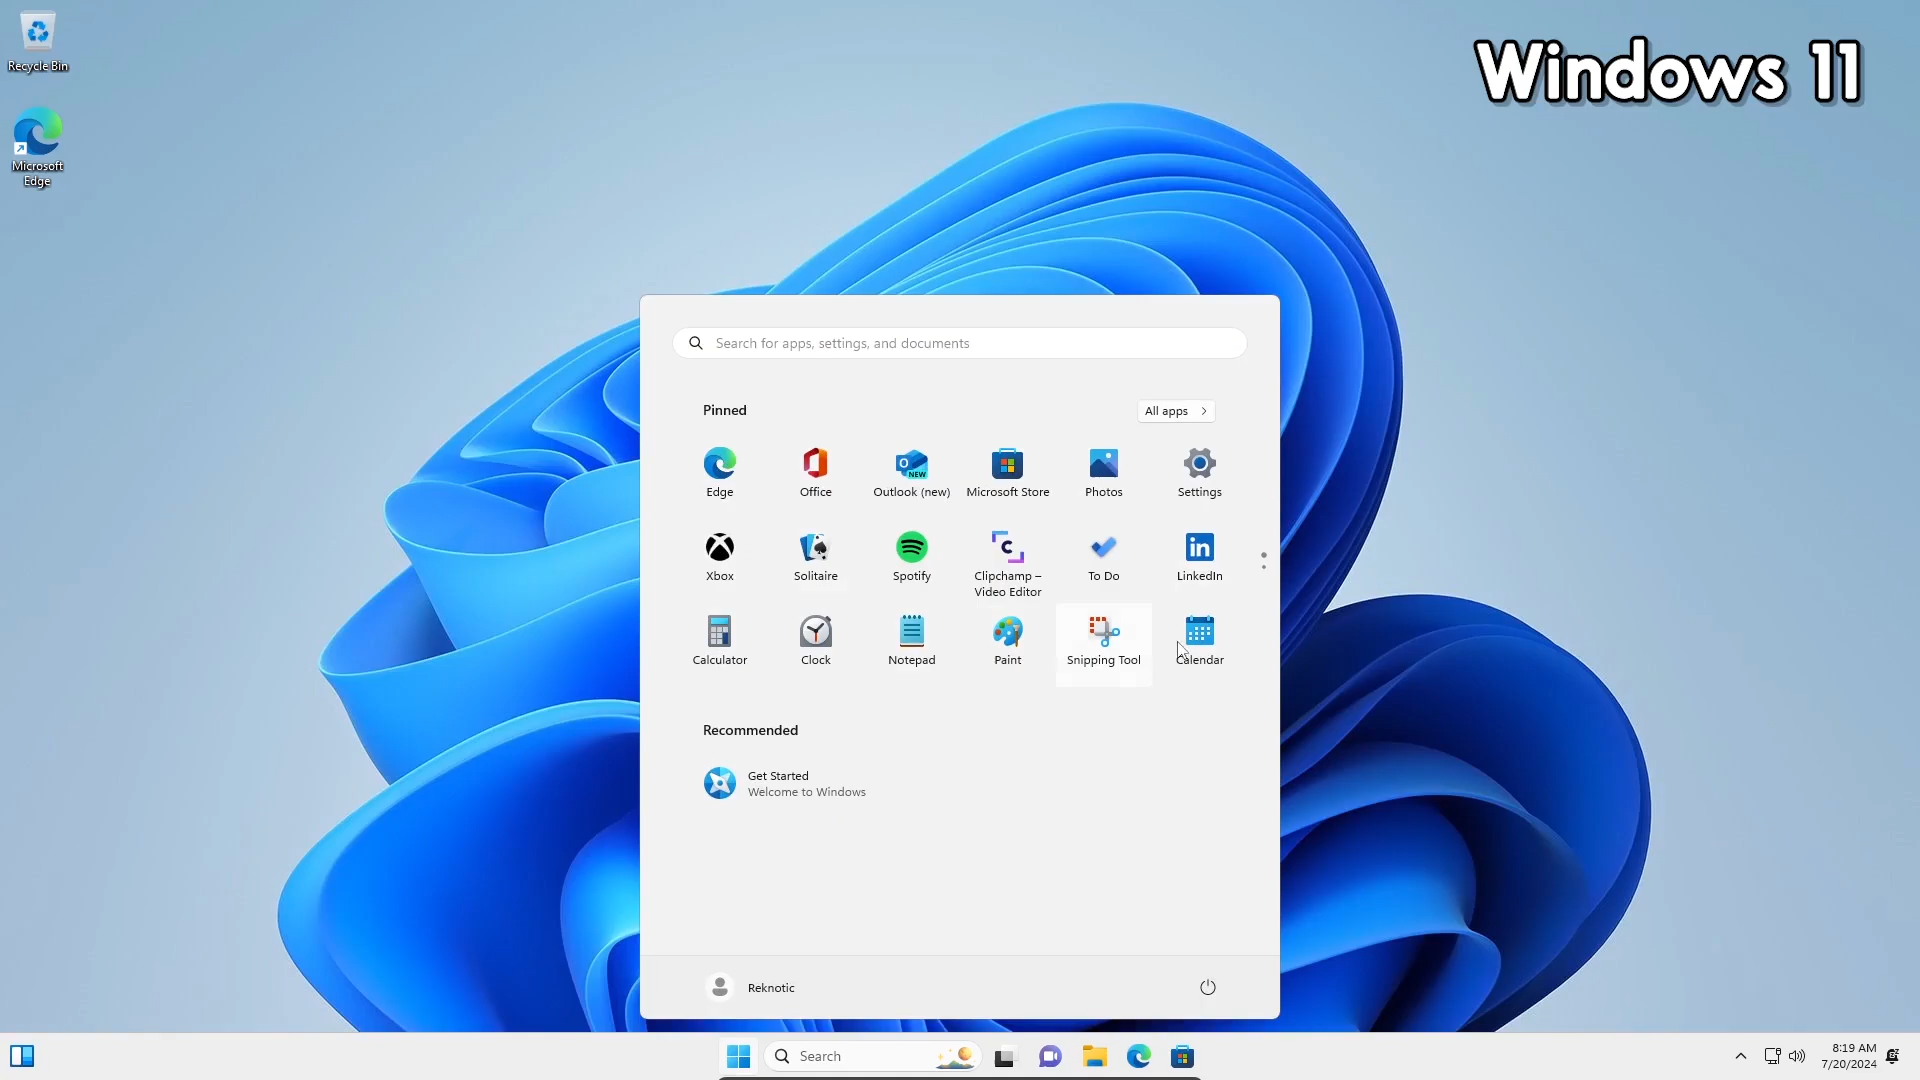 Recycle Bin
Microsoft
Edge
Windows 11
Search for apps, settings, and documents
Pinned
All apps
Edge
Office
Outlook (new)
Microsoft Store
Photos
Settings
Xbox
Solitaire
Spotify
Clipchamp –
Video Editor
To Do
LinkedIn
Calculator
Clock
Notepad
Paint
Snipping Tool
Calendar
Recommended
Get Started
Welcome to Windows
Reknotic
Search
8:19 AM
7/20/2024